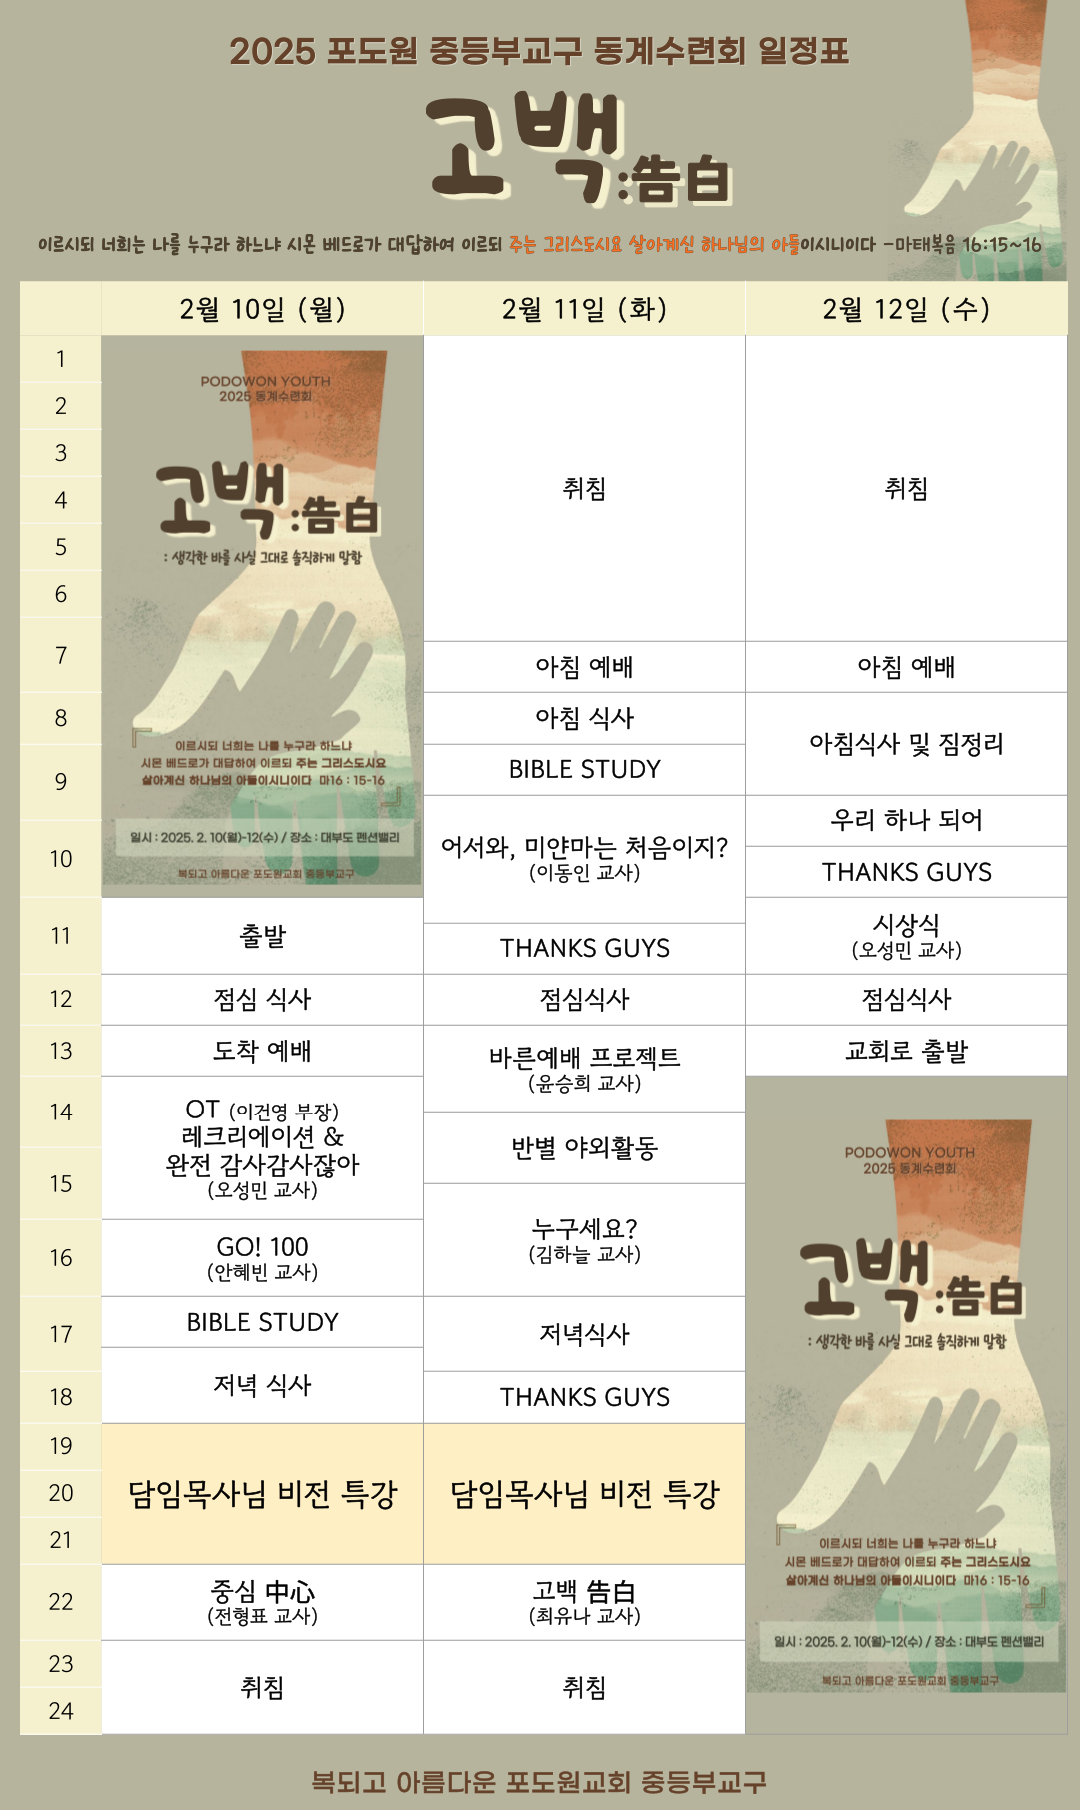 2025 포도원 중등부교구 동계수련회 일정표
고백:告白
이르시되 너희는 나를 누구라 하느냐 시몬 베드로가 대답하여 이르되 주는 그리스도시요 살아계신 하나님의 아들이시니이다 -마태복음 16:15~16
2월 10일 (월) 2월 11일 (화) 2월 12일 (수)
1
2
3
4
5
6
7
8
9
10
11
12
13
14
15
16
17
18
19
20
21
22
23
24
PODOWON YOUTH
2025 동계수련회
고백:告白
: 생각한 바를 사실 그대로 솔직하게 말함
『이르시되 너희는 나를 누구라 하느냐
시몬 베드로가 대답하여 이르되 주는 그리스도시요
살아계신 하나님의 아들이시니이다 마16 : 15-16』
일시 : 2025. 2. 10(월)-12(수) / 장소 : 대부도 펜션밸리
복되고 아름다운 포도원교회 중등부교구
출발
점심 식사
도착 예배
OT (이건영 부장)
레크리에이션 &
완전 감사감사잖아
(오성민 교사)
GO! 100
(안혜빈 교사)
BIBLE STUDY
저녁 식사
담임목사님 비전 특강
중심 中心
(전형표 교사)
취침
취침
아침 예배
아침 식사
BIBLE STUDY
어서와, 미얀마는 처음이지?
(이동인 교사)
THANKS GUYS
점심식사
바른예배 프로젝트
(윤승희 교사)
반별 야외활동
누구세요?
(김하늘 교사)
저녁식사
THANKS GUYS
담임목사님 비전 특강
고백 告白
(최유나 교사)
취침
취침
아침 예배
아침식사 및 짐정리
우리 하나 되어
THANKS GUYS
시상식
(오성민 교사)
점심식사
교회로 출발
PODOWON YOUTH
2025 동계수련회
고백:告白
: 생각한 바를 사실 그대로 솔직하게 말함
『이르시되 너희는 나를 누구라 하느냐
시몬 베드로가 대답하여 이르되 주는 그리스도시요
살아계신 하나님의 아들이시니이다 마16 : 15-16』
일시 : 2025. 2. 10(월)-12(수) / 장소 : 대부도 펜션밸리
복되고 아름다운 포도원교회 중등부교구
복되고 아름다운 포도원교회 중등부교구